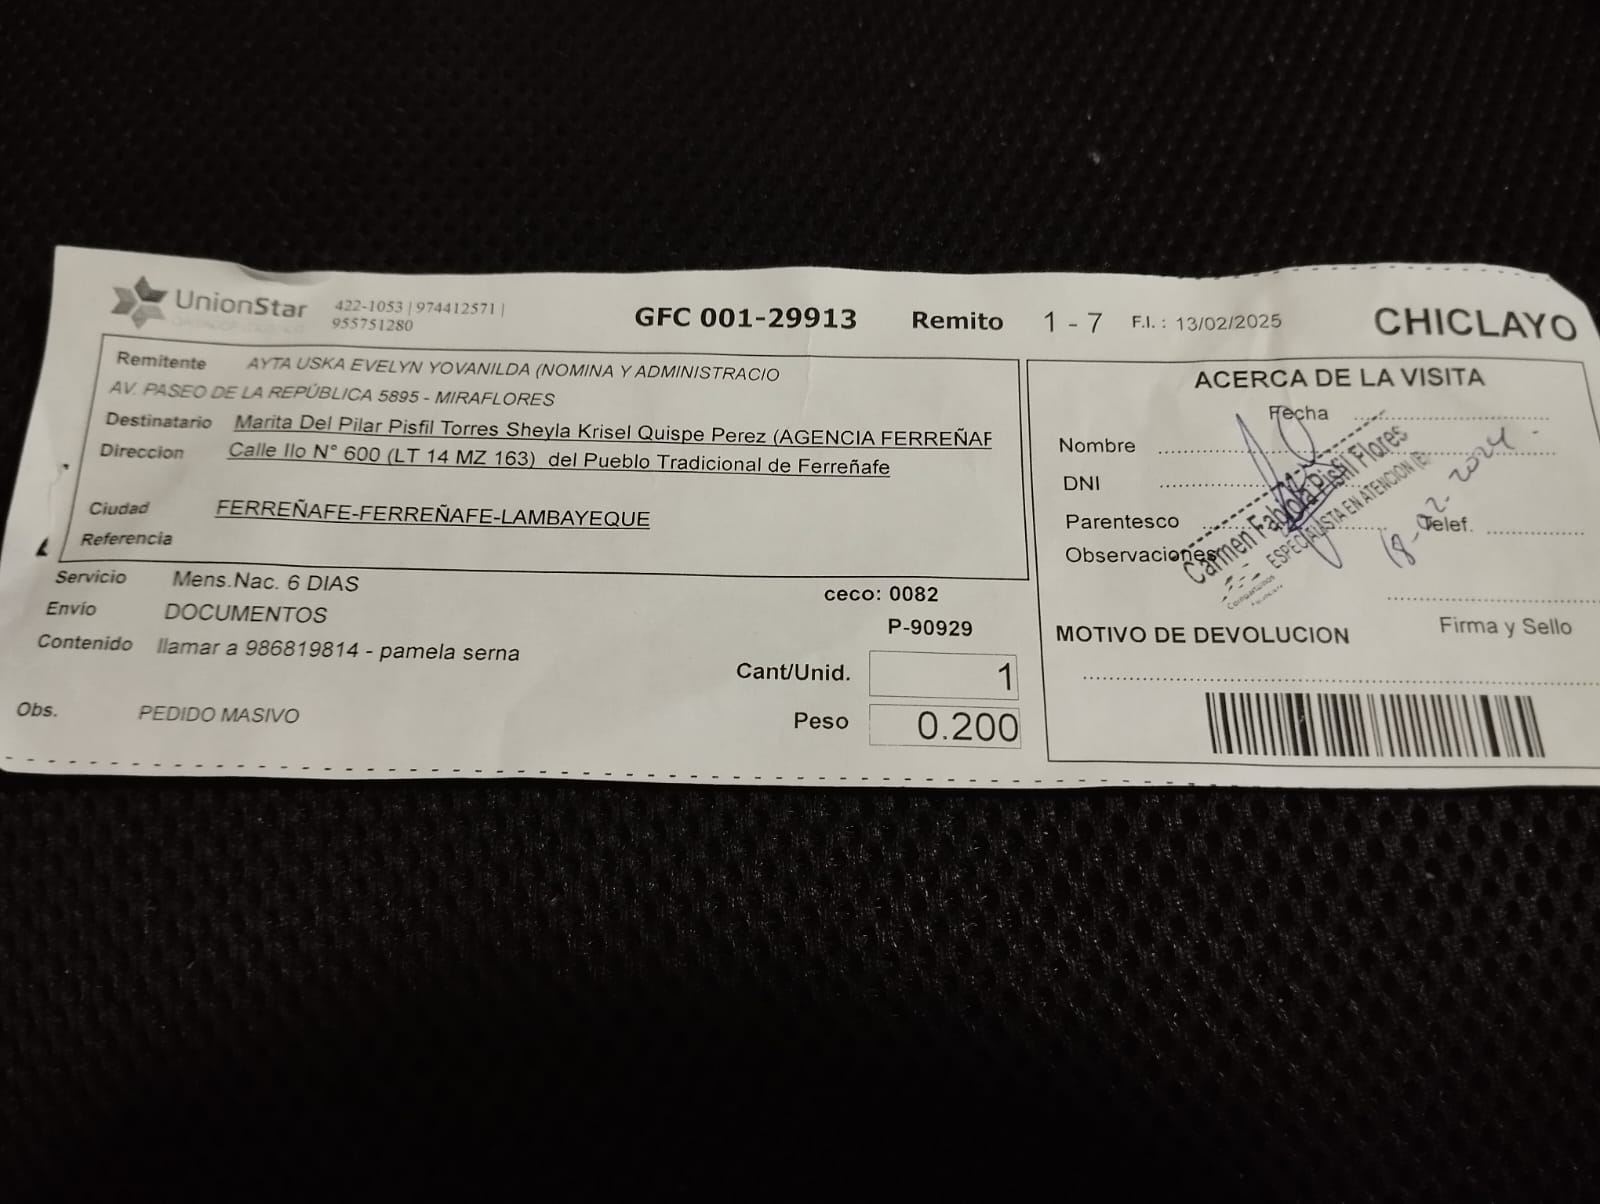 UnionStar
422-1053 | 974412571 |
955751280
GFC 001-29913 Remito 1 - 7 F.I. : 13/02/2025 CHICLAYO
Remitente AYTA USKA EVELYN YOVANILDA (NOMINA Y ADMINISTRACIO
AV. PASEO DE LA REPÚBLICA 5895 - MIRAFLORES
Destinatario Marita Del Pilar Pisfil Torres Sheyla Krisel Quispe Perez (AGENCIA FERREÑAF
Direccion Calle Ilo N° 600 (LT 14 MZ 163) del Pueblo Tradicional de Ferreñafe
Ciudad FERREÑAFE-FERREÑAFE-LAMBAYEQUE
Referencia
Servicio Mens.Nac. 6 DIAS
Envío DOCUMENTOS
Contenido llamar a 986819814 - pamela serna
Obs. PEDIDO MASIVO
ceco: 0082
P-90929
Cant/Unid. 1
Peso 0.200
ACERCA DE LA VISITA
Fecha
Nombre
DNI
Parentesco
Telef.
Observaciones
Carmen Fabiola Pisfil Flores
ESPECIALISTA EN ATENCION (E)
18-02-2024
Firma y Sello
MOTIVO DE DEVOLUCION